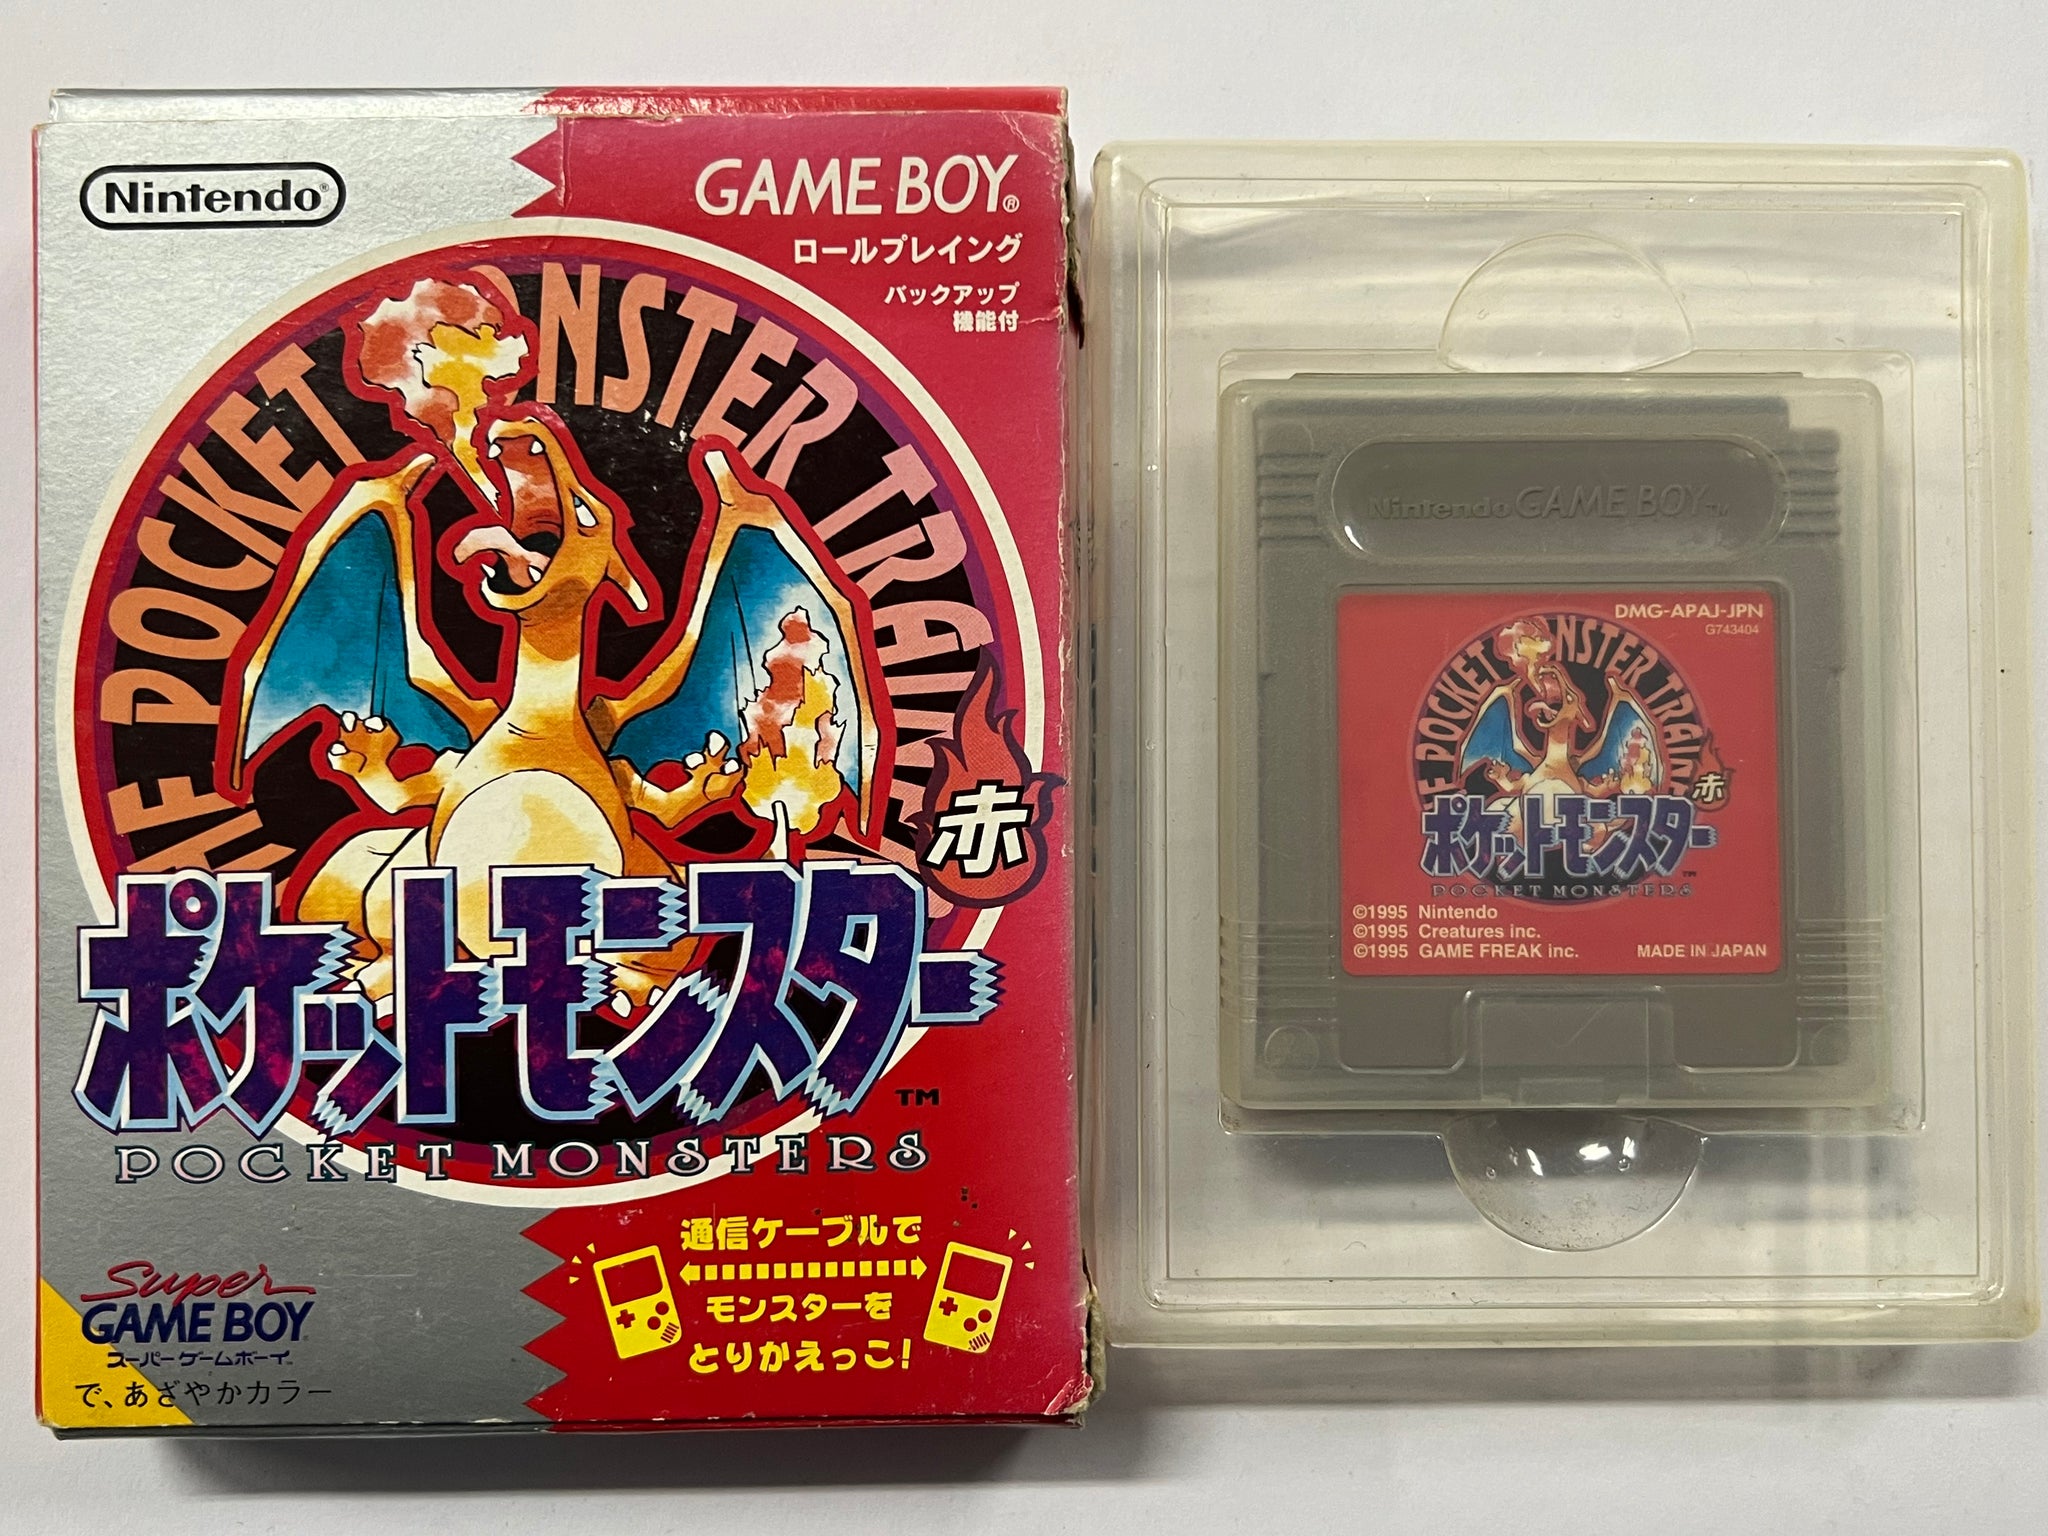 Nintendo®
GAME BOY®
ロールプレイング
バックアップ
機能付
POCKET MONSTER TRAINE
赤
ポケットモンスター
TM
POCKET MONSTERS
通信ケーブルで
モンスターを
とりかえっこ!
Super
GAME BOY
スーパーゲームボーイ
で、あざやかカラー
Nintendo GAME BOY TM
DMG-APAJ-JPN
G743404
POCKET MONSTER TRAINE
赤
ポケットモンスター
TM
POCKET MONSTERS
©1995 Nintendo
©1995 Creatures inc.
©1995 GAME FREAK inc.
MADE IN JAPAN